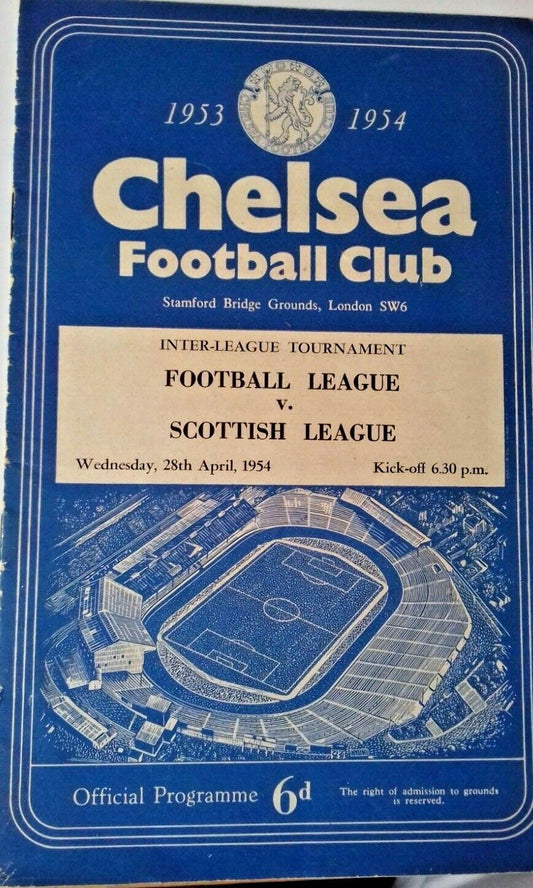 1953 1954
Chelsea
Football Club
Stamford Bridge Grounds, London SW6
INTER-LEAGUE TOURNAMENT
FOOTBALL LEAGUE
v.
SCOTTISH LEAGUE
Wednesday, 28th April, 1954 Kick-off 6.30 p.m.
Official Programme 6d
The right of admission to grounds
is reserved.